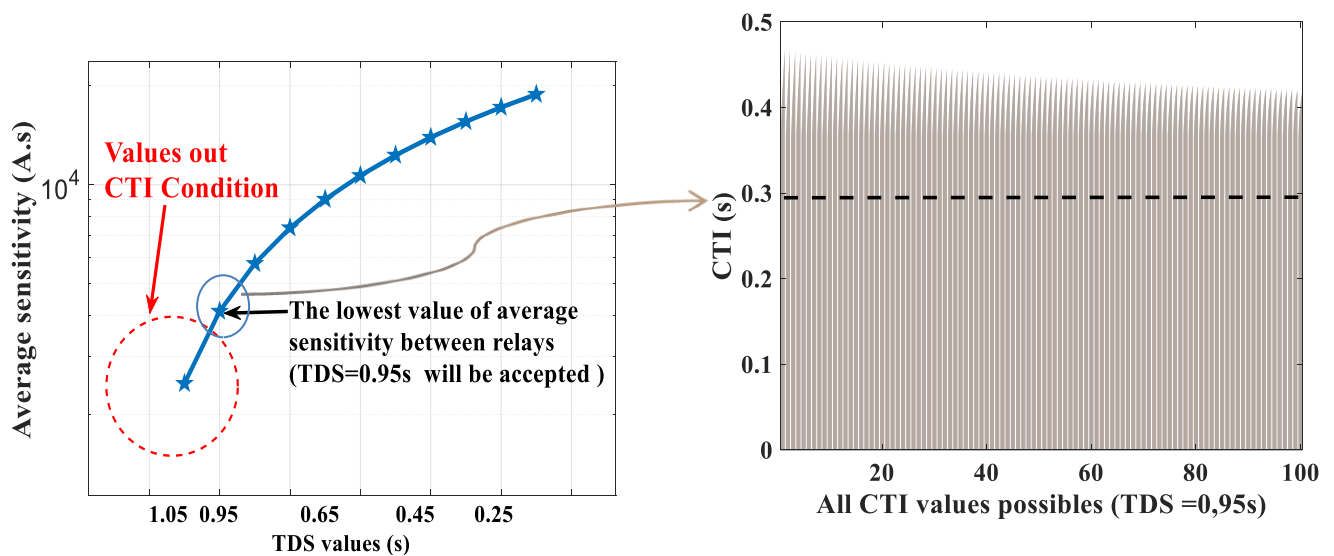 Average sensitivity (A.s)
10⁴
Values out
CTI Condition
The lowest value of average
sensitivity between relays
(TDS=0.95s will be accepted )
1.05 0.95 0.65 0.45 0.25
TDS values (s)
CTI (s)
0.5
0.4
0.3
0.2
0.1
0
20 40 60 80 100
All CTI values possibles (TDS =0,95s)